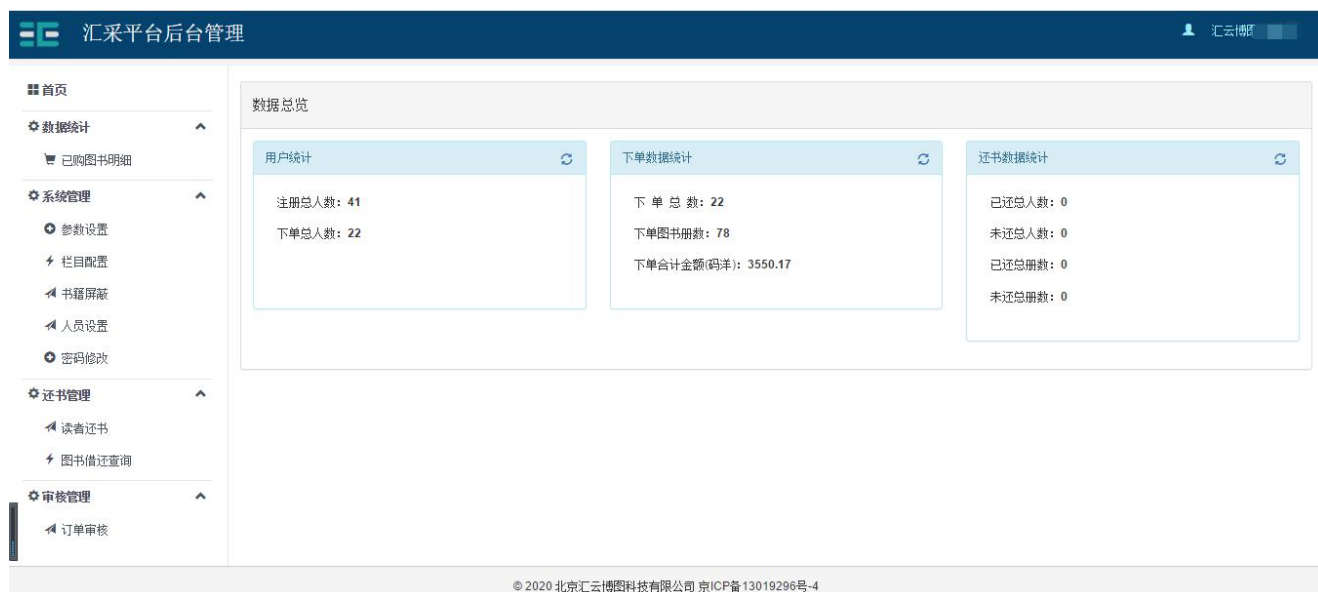 汇采平台后台管理
汇云博图
首页
数据统计
已购图书明细
系统管理
参数设置
栏目配置
书籍屏蔽
人员设置
密码修改
还书管理
读者还书
图书借还查询
审核管理
订单审核
数据总览
用户统计
注册总人数：41
下单总人数：22
下单数据统计
下 单 总 数：22
下单图书册数：78
下单合计金额(码洋)：3550.17
还书数据统计
已还总人数：0
未还总人数：0
已还总册数：0
未还总册数：0
© 2020 北京汇云博图科技有限公司 京ICP备13019296号-4